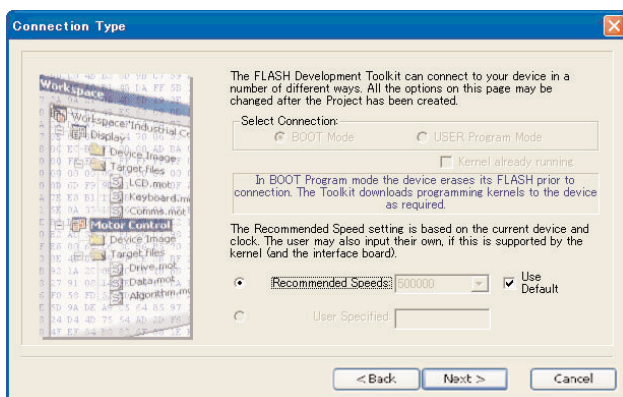 Connection Type
Workspace
Workspace"Industrial Co
Display
Device Image
Target files
LCD.mot
Keyboard.m
Comms.mot
Motor Control
Device Image
Target files
Drive.mot
Data.mot
Algorithm.m
The FLASH Development Toolkit can connect to your device in a
number of different ways. All the options on this page may be
changed after the Project has been created.
Select Connection:
BOOT Mode
USER Program Mode
Kernel already running
In BOOT Program mode the device erases its FLASH prior to
connection. The Toolkit downloads programming kernels to the device
as required.
The Recommended Speed setting is based on the current device and
clock. The user may also input their own, if this is supported by the
kernel (and the interface board).
Recommended Speeds:
500000
Use
Default
User Specified:
< Back
Next >
Cancel